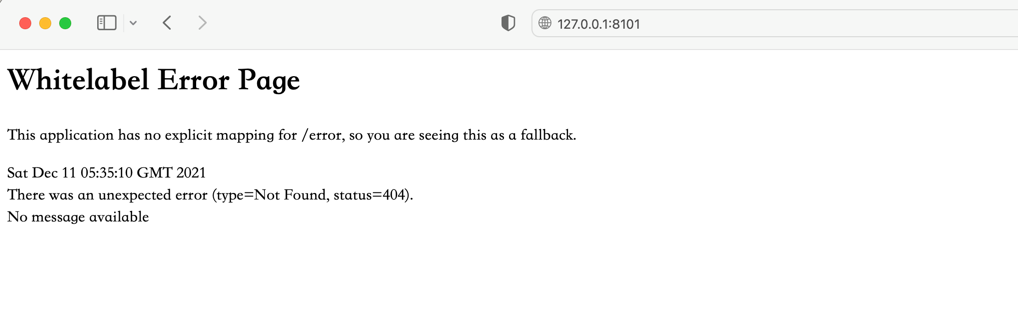 127.0.0.1:8101
Whitelabel Error Page
This application has no explicit mapping for /error, so you are seeing this as a fallback.
Sat Dec 11 05:35:10 GMT 2021
There was an unexpected error (type=Not Found, status=404).
No message available